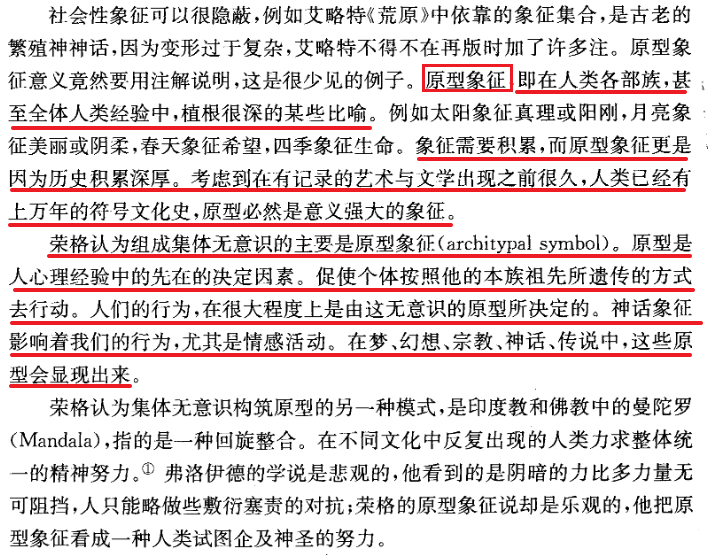 社会性象征可以很隐蔽，例如艾略特《荒原》中依靠的象征集合，是古老的
繁殖神神话，因为变形过于复杂，艾略特不得不在再版时加了许多注。原型象
征意义竟然要用注解说明，这是很少见的例子。原型象征，即在人类各部族，甚
至全体人类经验中，植根很深的某些比喻。例如太阳象征真理或阳刚，月亮象
征美丽或阴柔，春天象征希望，四季象征生命。象征需要积累，而原型象征更是
因为历史积累深厚。考虑到在有记录的艺术与文学出现之前很久，人类已经有
上万年的符号文化史，原型必然是意义强大的象征。
荣格认为组成集体无意识的主要是原型象征(architypal symbol)。原型是
人心理经验中的先在的决定因素。促使个体按照他的本族祖先所遗传的方式
去行动。人们的行为，在很大程度上是由这无意识的原型所决定的。神话象征
影响着我们的行为，尤其是情感活动。在梦、幻想、宗教、神话、传说中，这些原
型会显现出来。
荣格认为集体无意识构筑原型的另一种模式，是印度教和佛教中的曼陀罗
(Mandala)，指的是一种回旋整合。在不同文化中反复出现的人类力求整体统
一的精神努力。① 弗洛伊德的学说是悲观的，他看到的是阴暗的力比多力量无
可阻挡，人只能略做些敷衍塞责的对抗；荣格的原型象征说却是乐观的，他把原
型象征看成一种人类试图企及神圣的努力。